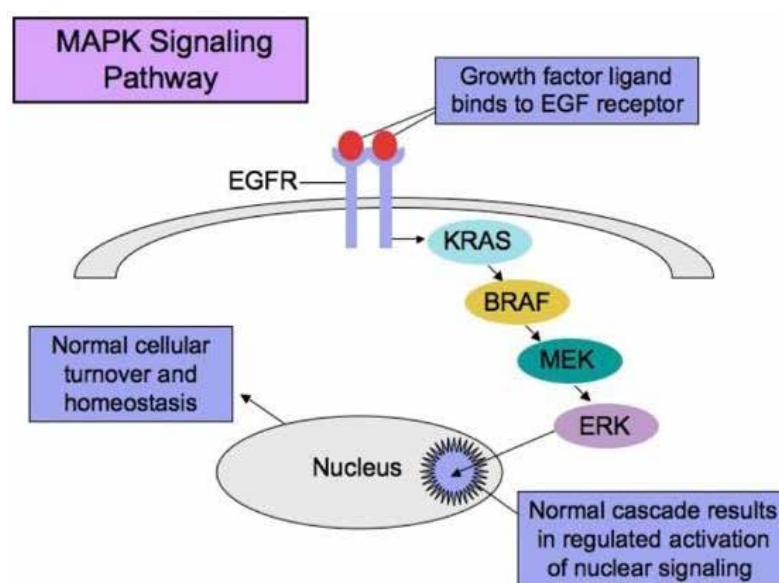 MAPK Signaling
Pathway
Growth factor ligand
binds to EGF receptor
EGFR
KRAS
BRAF
MEK
ERK
Normal cellular
turnover and
homeostasis
Nucleus
Normal cascade results
in regulated activation
of nuclear signaling